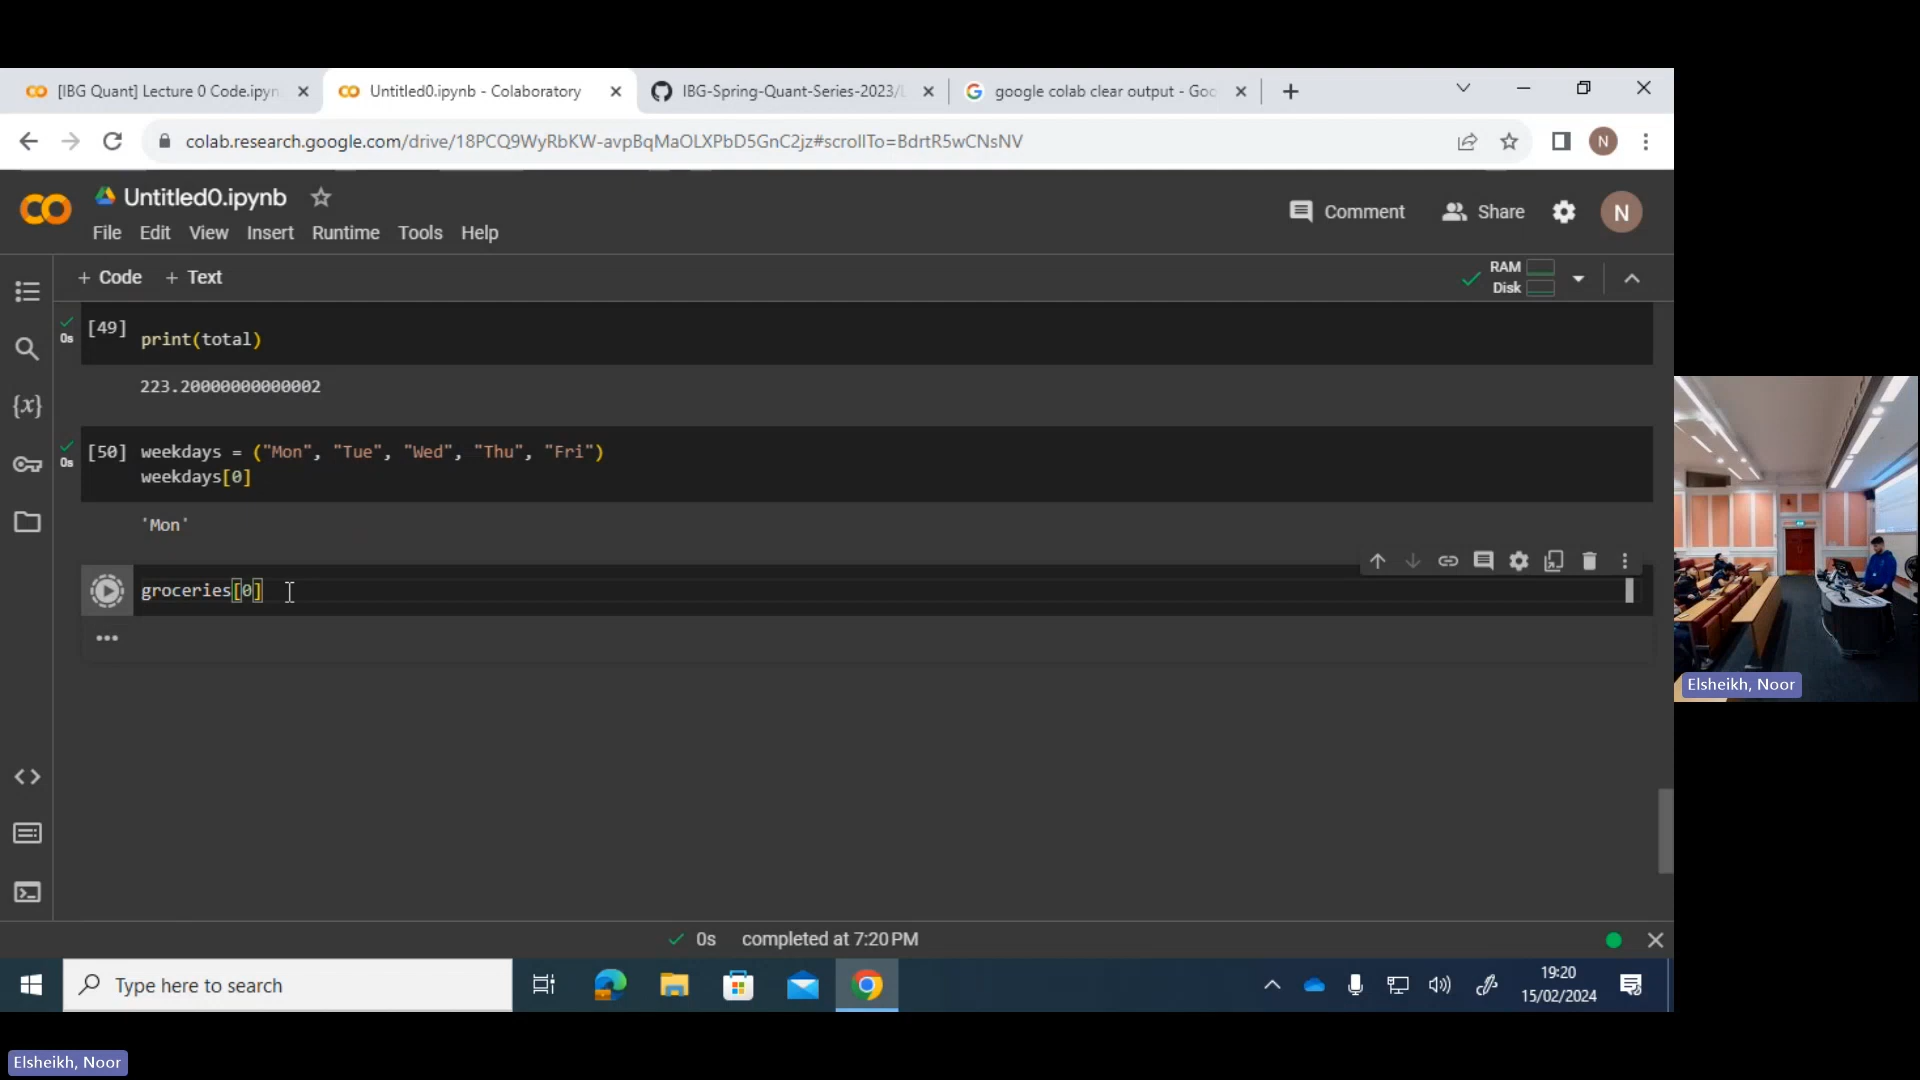 [IBG Quant] Lecture 0 Code.ipyn
Untitled0.ipynb - Colaboratory
IBG-Spring-Quant-Series-2023/L
google colab clear output - Goo
colab.research.google.com/drive/18PCQ9WyRbKW-avpBqMaOLXPbD5GnC2jz#scrollTo=BdrtR5wCNsNV
N
Untitled0.ipynb
Comment
Share
N
File Edit View Insert Runtime Tools Help
+ Code + Text
RAM
Disk
[49]
0s
print(total)
223.20000000000002
[50] weekdays = ("Mon", "Tue", "Wed", "Thu", "Fri")
0s
weekdays[0]
'Mon'
groceries[0]
{x}
Elsheikh, Noor
0s completed at 7:20 PM
Type here to search
19:20
15/02/2024
Elsheikh, Noor